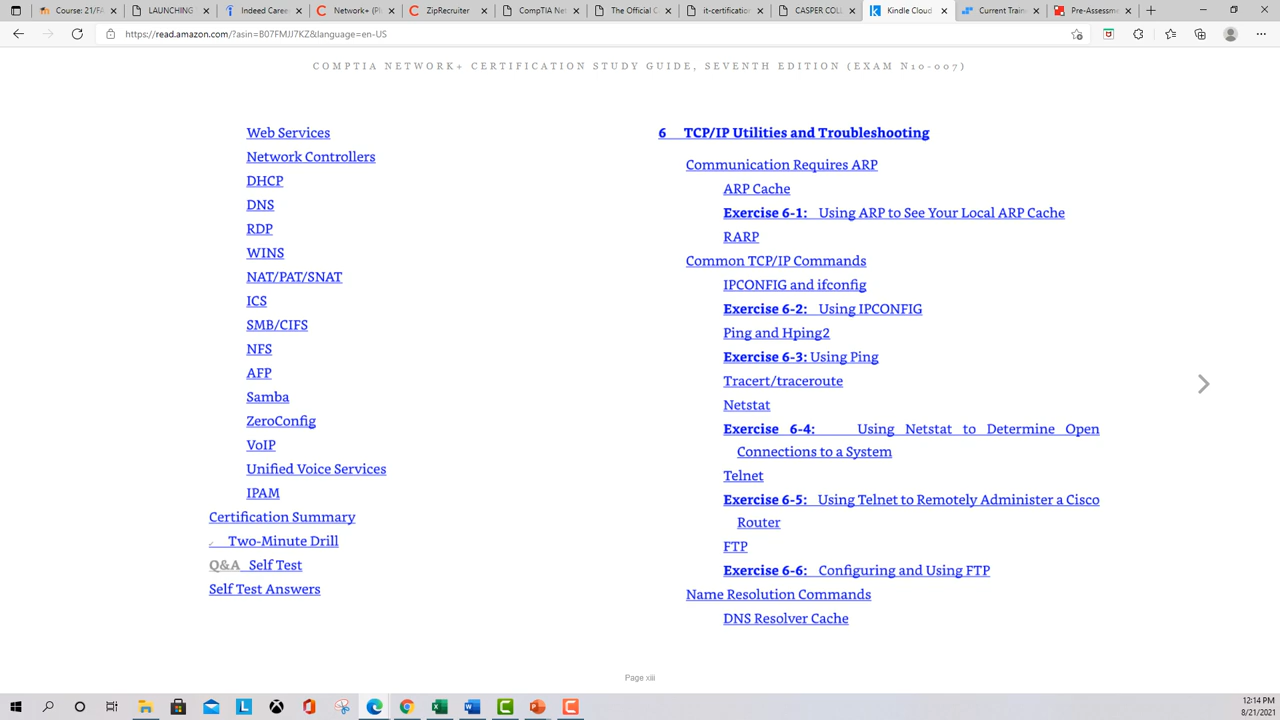 Course: 21/FA
LAUNCHING
Indeed Career
Network+ (Pl
ZipRecruiter
CompTIA Net
The Official C
it-certification
CASPER COLL
Kindle Cloud
Current Train
Pre-Assessme
https://read.amazon.com/?asin=B07FMJJ7KZ&language=en-US
COMPTIA NETWORK+ CERTIFICATION STUDY GUIDE, SEVENTH EDITION (EXAM N10-007)
Web Services
Network Controllers
DHCP
DNS
RDP
WINS
NAT/PAT/SNAT
ICS
SMB/CIFS
NFS
AFP
Samba
ZeroConfig
VoIP
Unified Voice Services
IPAM
Certification Summary
✓ Two-Minute Drill
Q&A Self Test
Self Test Answers
6 TCP/IP Utilities and Troubleshooting
Communication Requires ARP
ARP Cache
Exercise 6-1: Using ARP to See Your Local ARP Cache
RARP
Common TCP/IP Commands
IPCONFIG and ifconfig
Exercise 6-2: Using IPCONFIG
Ping and Hping2
Exercise 6-3: Using Ping
Tracert/traceroute
Netstat
Exercise 6-4: Using Netstat to Determine Open
Connections to a System
Telnet
Exercise 6-5: Using Telnet to Remotely Administer a Cisco
Router
FTP
Exercise 6-6: Configuring and Using FTP
Name Resolution Commands
DNS Resolver Cache
Page xiii
12:14 PM
8/21/2021